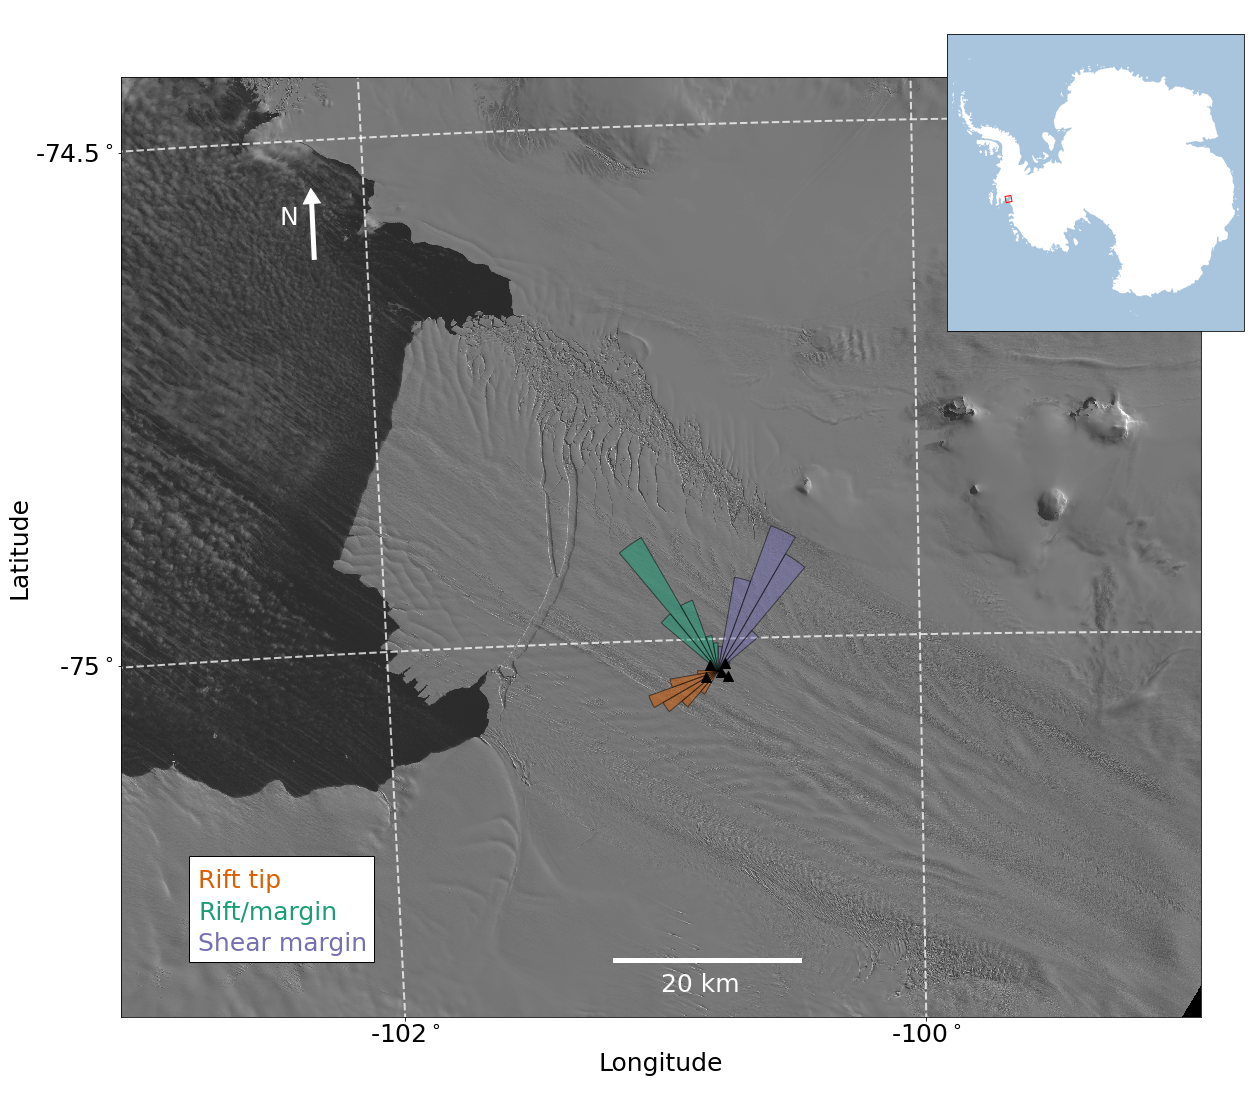 -74.5°
N
Latitude
-75°
Rift tip
Rift/margin
Shear margin
20 km
-102°
-100°
Longitude